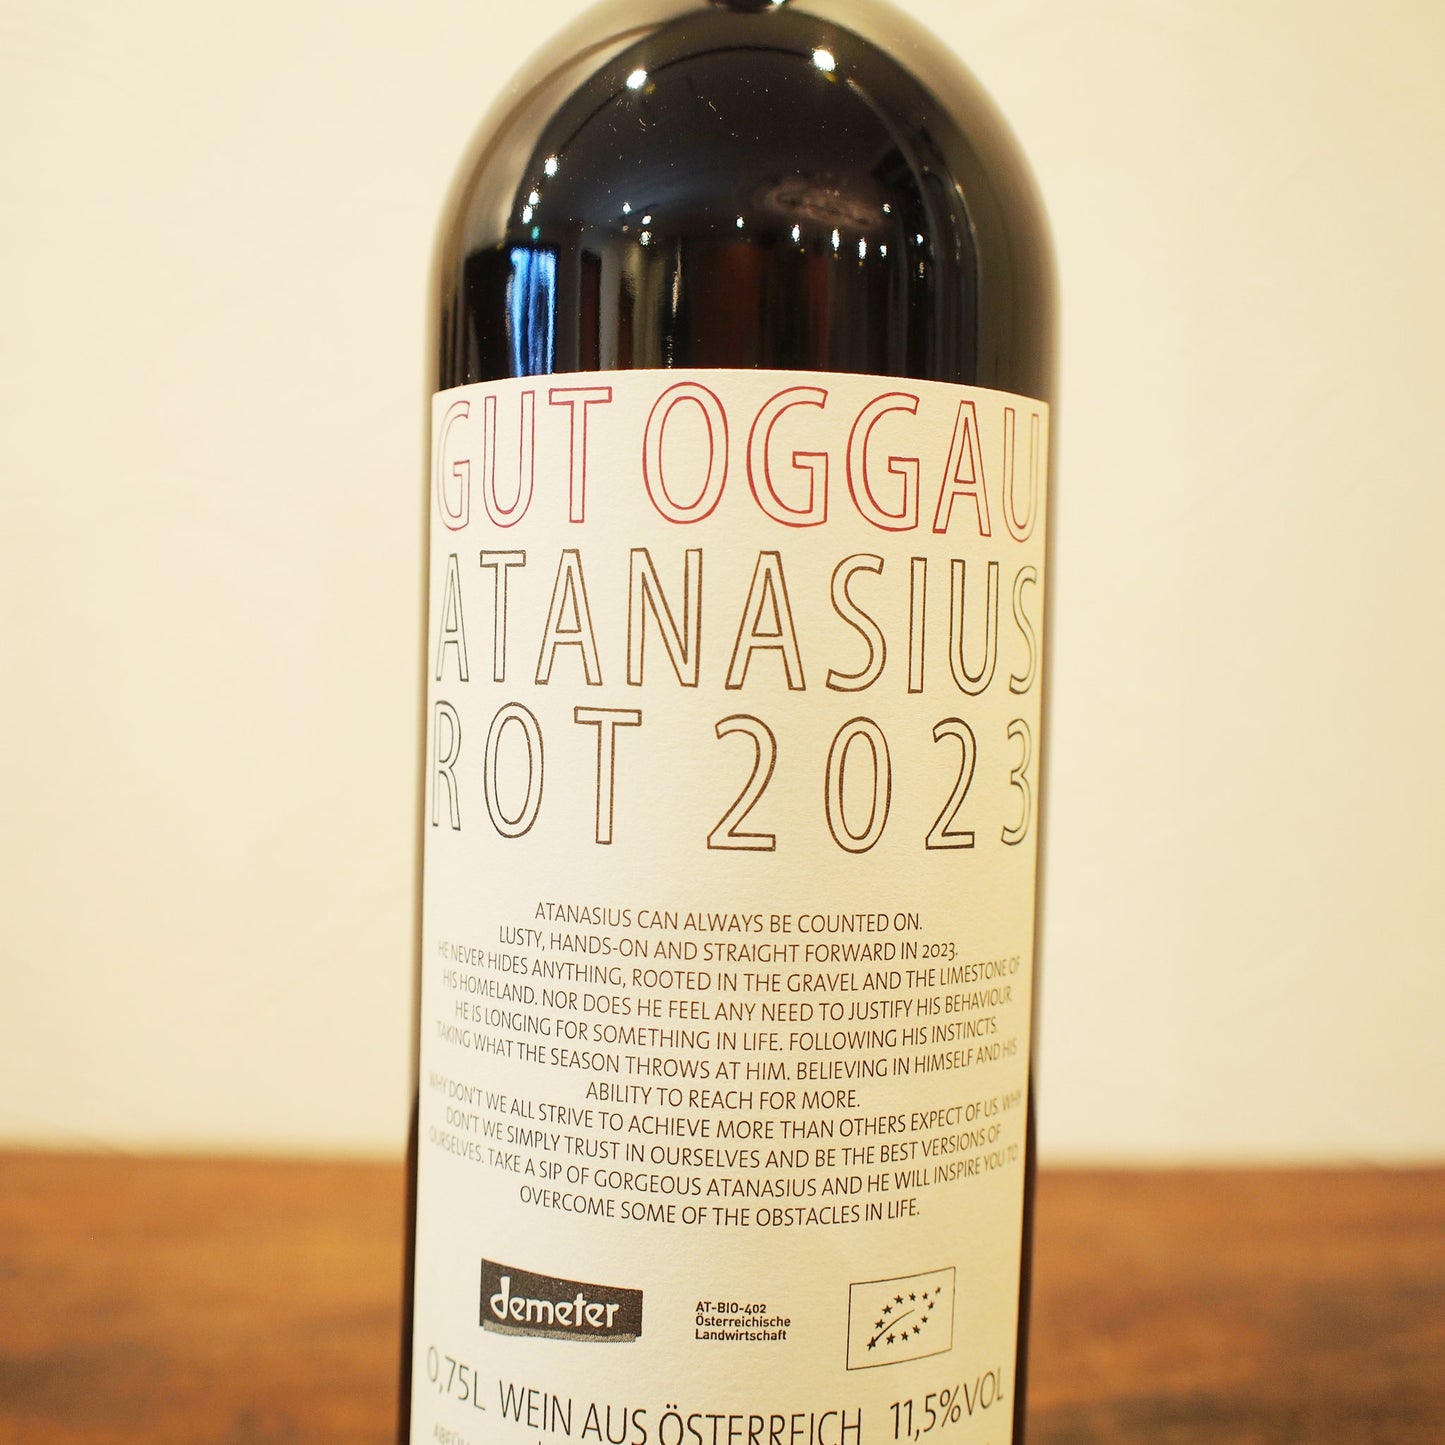 GUT OGGAU
ATANASIUS
ROT 2023
ATANASIUS CAN ALWAYS BE COUNTED ON.
LUSTY, HANDS-ON AND STRAIGHT FORWARD IN 2023.
HE NEVER HIDES ANYTHING, ROOTED IN THE GRAVEL AND THE LIMESTONE OF
HIS HOMELAND. NOR DOES HE FEEL ANY NEED TO JUSTIFY HIS BEHAVIOUR.
HE IS LONGING FOR SOMETHING IN LIFE. FOLLOWING HIS INSTINCTS.
TAKING WHAT THE SEASON THROWS AT HIM. BELIEVING IN HIMSELF AND HIS
ABILITY TO REACH FOR MORE.
WHY DON'T WE ALL STRIVE TO ACHIEVE MORE THAN OTHERS EXPECT OF US. WHY
DON'T WE SIMPLY TRUST IN OURSELVES AND BE THE BEST VERSIONS OF
OURSELVES. TAKE A SIP OF GORGEOUS ATANASIUS AND HE WILL INSPIRE YOU TO
OVERCOME SOME OF THE OBSTACLES IN LIFE.
demeter
AT-BIO-402
Österreichische
Landwirtschaft
0,75L WEIN AUS ÖSTERREICH 11,5%VOL